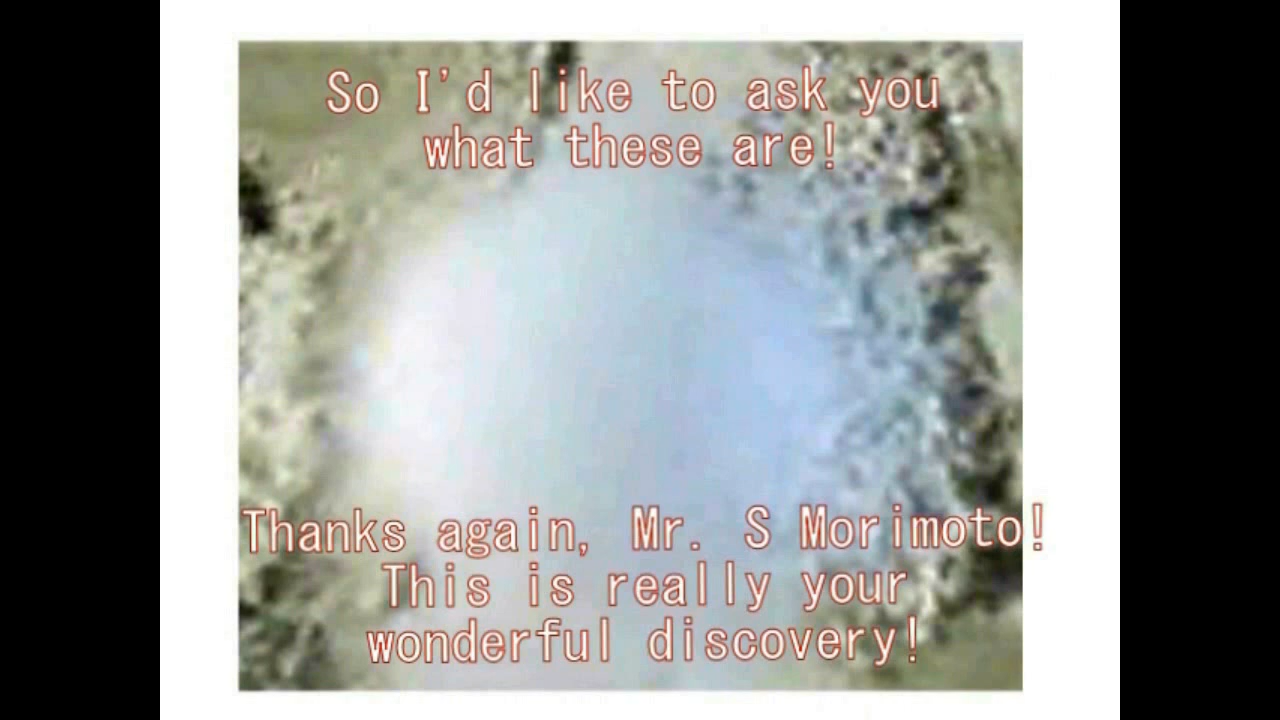 So I'd like to ask you
what these are!
Thanks again, Mr. S Morimoto!
This is really your
wonderful discovery!